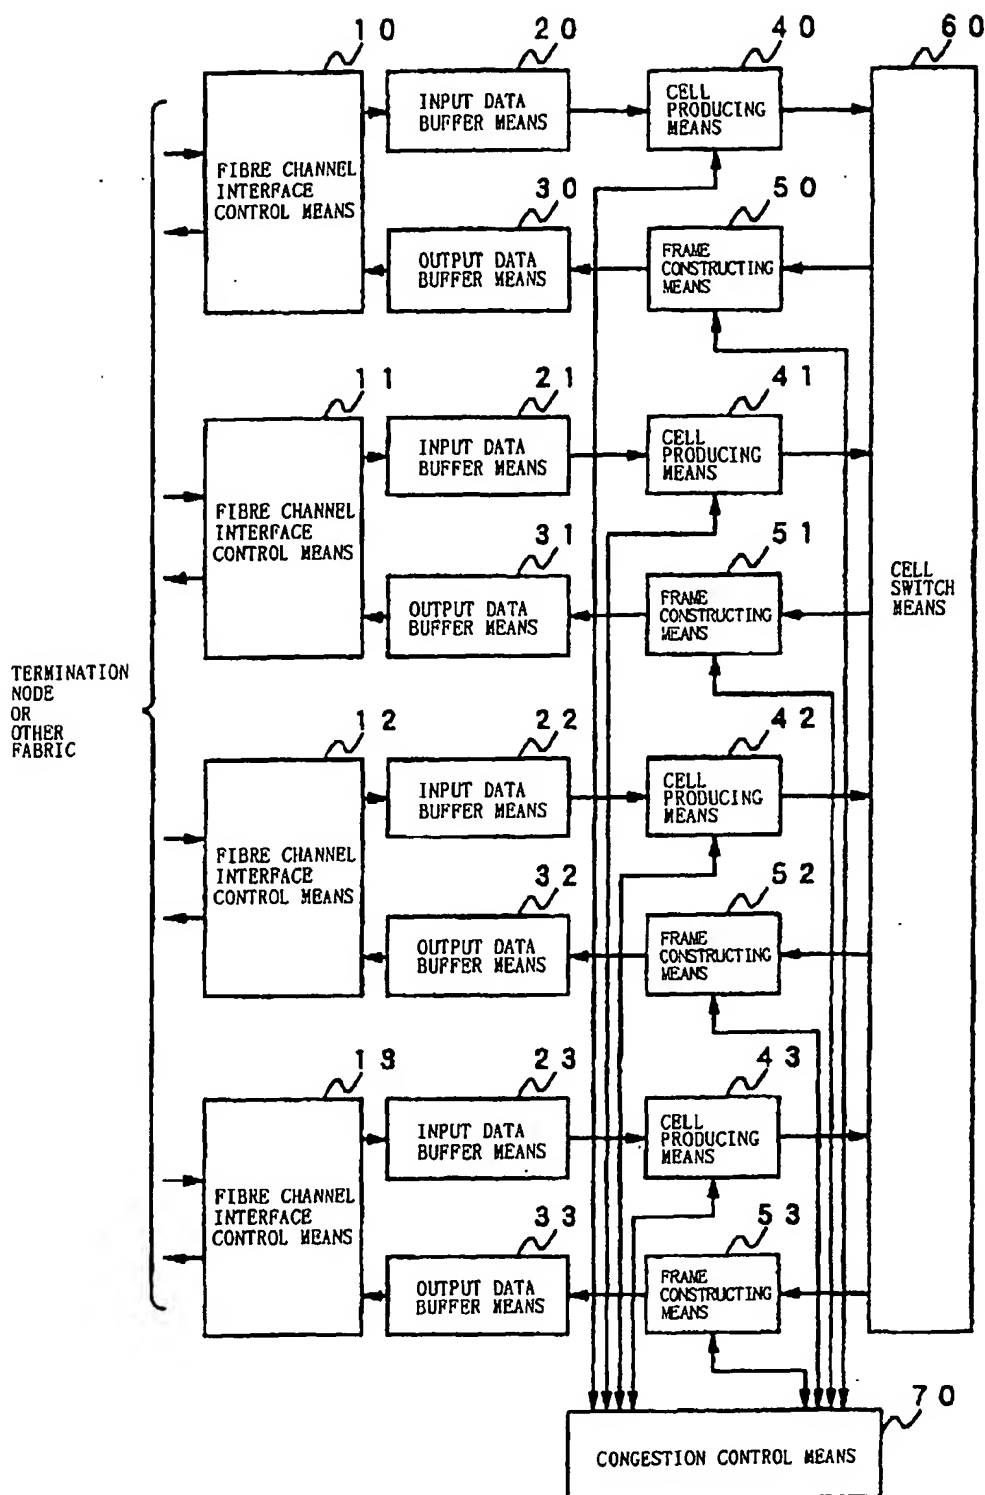 10
20
40
60
INPUT DATA
BUFFER MEANS
CELL
PRODUCING
MEANS
FIBRE CHANNEL
INTERFACE
CONTROL MEANS
30
50
OUTPUT DATA
BUFFER MEANS
FRAME
CONSTRUCTING
MEANS
11
21
41
INPUT DATA
BUFFER MEANS
CELL
PRODUCING
MEANS
FIBRE CHANNEL
INTERFACE
CONTROL MEANS
31
51
OUTPUT DATA
BUFFER MEANS
FRAME
CONSTRUCTING
MEANS
CELL
SWITCH
MEANS
TERMINATION
NODE
OR
OTHER
FABRIC
12
22
42
INPUT DATA
BUFFER MEANS
CELL
PRODUCING
MEANS
FIBRE CHANNEL
INTERFACE
CONTROL MEANS
32
52
OUTPUT DATA
BUFFER MEANS
FRAME
CONSTRUCTING
MEANS
13
23
43
INPUT DATA
BUFFER MEANS
CELL
PRODUCING
MEANS
FIBRE CHANNEL
INTERFACE
CONTROL MEANS
33
53
OUTPUT DATA
BUFFER MEANS
FRAME
CONSTRUCTING
MEANS
70
CONGESTION CONTROL MEANS